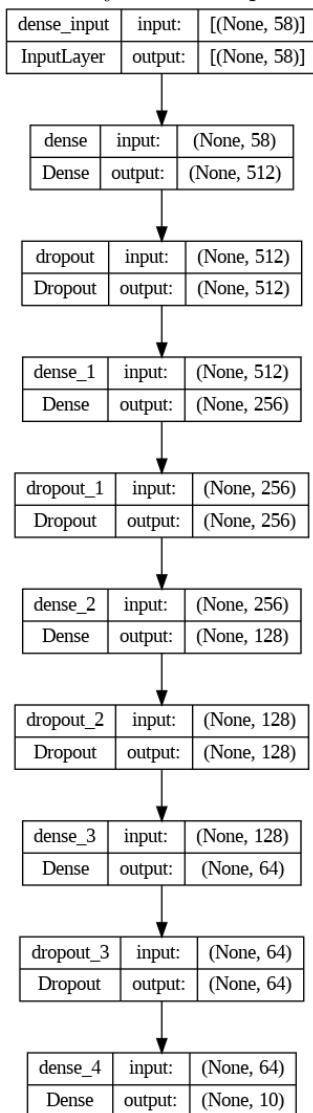 dense_input input: [(None, 58)]
InputLayer output: [(None, 58)]
dense input: (None, 58)
Dense output: (None, 512)
dropout input: (None, 512)
Dropout output: (None, 512)
dense_1 input: (None, 512)
Dense output: (None, 256)
dropout_1 input: (None, 256)
Dropout output: (None, 256)
dense_2 input: (None, 256)
Dense output: (None, 128)
dropout_2 input: (None, 128)
Dropout output: (None, 128)
dense_3 input: (None, 128)
Dense output: (None, 64)
dropout_3 input: (None, 64)
Dropout output: (None, 64)
dense_4 input: (None, 64)
Dense output: (None, 10)